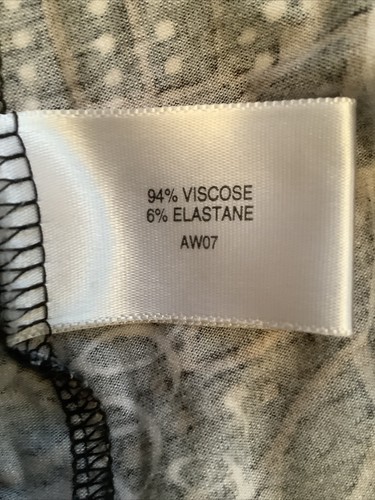 94% VISCOSE
6% ELASTANE
AW07